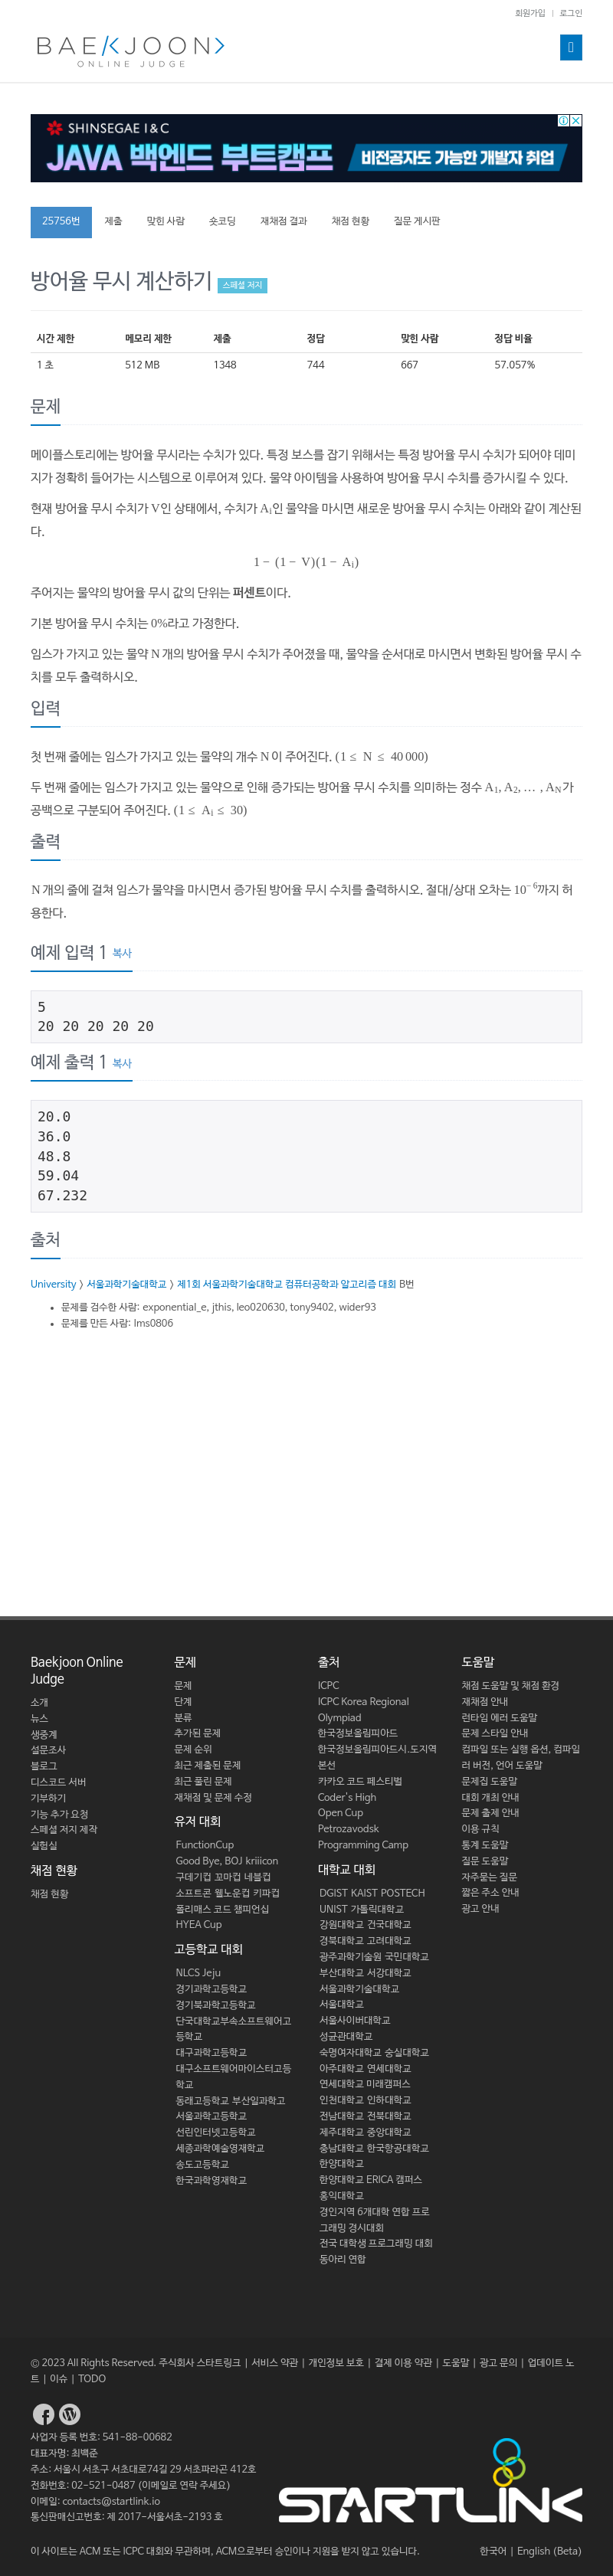 회원가입 | 로그인
BAEKJOON
ONLINE JUDGE
SHINSEGAE I&C
JAVA 백엔드 부트캠프
비전공자도 가능한 개발자 취업
25756번 제출 맞힌 사람 숏코딩 재채점 결과 채점 현황 질문 게시판
방어율 무시 계산하기 스페셜 저지
시간 제한 메모리 제한 제출 정답 맞힌 사람 정답 비율
1 초 512 MB 1348 744 667 57.057%
문제
메이플스토리에는 방어율 무시라는 수치가 있다. 특정 보스를 잡기 위해서는 특정 방어율 무시 수치가 되어야 데미
지가 정확히 들어가는 시스템으로 이루어져 있다. 물약 아이템을 사용하여 방어율 무시 수치를 증가시킬 수 있다.
현재 방어율 무시 수치가 V인 상태에서, 수치가 Aᵢ인 물약을 마시면 새로운 방어율 무시 수치는 아래와 같이 계산된
다.
1 − (1 − V)(1 − Aᵢ)
주어지는 물약의 방어율 무시 값의 단위는 퍼센트이다.
기본 방어율 무시 수치는 0%라고 가정한다.
임스가 가지고 있는 물약 N 개의 방어율 무시 수치가 주어졌을 때, 물약을 순서대로 마시면서 변화된 방어율 무시 수
치를 모두 출력하시오.
입력
첫 번째 줄에는 임스가 가지고 있는 물약의 개수 N 이 주어진다. (1 ≤ N ≤ 40 000)
두 번째 줄에는 임스가 가지고 있는 물약으로 인해 증가되는 방어율 무시 수치를 의미하는 정수 A₁, A₂, … , A_N 가
공백으로 구분되어 주어진다. (1 ≤ Aᵢ ≤ 30)
출력
N 개의 줄에 걸쳐 임스가 물약을 마시면서 증가된 방어율 무시 수치를 출력하시오. 절대/상대 오차는 10⁻⁶까지 허
용한다.
예제 입력 1 복사
5
20 20 20 20 20
예제 출력 1 복사
20.0
36.0
48.8
59.04
67.232
출처
University > 서울과학기술대학교 > 제1회 서울과학기술대학교 컴퓨터공학과 알고리즘 대회 B번
• 문제를 검수한 사람: exponential_e, jthis, leo020630, tony9402, wider93
• 문제를 만든 사람: lms0806
Baekjoon Online
Judge
소개
뉴스
생중계
설문조사
블로그
디스코드 서버
기부하기
기능 추가 요청
스페셜 저지 제작
실험실
채점 현황
채점 현황
문제
문제
단계
분류
추가된 문제
문제 순위
최근 제출된 문제
최근 풀린 문제
재채점 및 문제 수정
유저 대회
FunctionCup
Good Bye, BOJ kriiicon
구데기컵 꼬마컵 네블컵
소프트콘 웰노운컵 키파컵
폴리매스 코드 챔피언십
HYEA Cup
고등학교 대회
NLCS Jeju
경기과학고등학교
경기북과학고등학교
단국대학교부속소프트웨어고
등학교
대구과학고등학교
대구소프트웨어마이스터고등
학교
동래고등학교 부산일과학고
서울과학고등학교
선린인터넷고등학교
세종과학예술영재학교
송도고등학교
한국과학영재학교
출처
ICPC
ICPC Korea Regional
Olympiad
한국정보올림피아드
한국정보올림피아드시.도지역
본선
카카오 코드 페스티벌
Coder's High
Open Cup
Petrozavodsk
Programming Camp
대학교 대회
DGIST KAIST POSTECH
UNIST 가톨릭대학교
강원대학교 건국대학교
경북대학교 고려대학교
광주과학기술원 국민대학교
부산대학교 서강대학교
서울과학기술대학교
서울대학교
서울사이버대학교
성균관대학교
숙명여자대학교 숭실대학교
아주대학교 연세대학교
연세대학교 미래캠퍼스
인천대학교 인하대학교
전남대학교 전북대학교
제주대학교 중앙대학교
충남대학교 한국항공대학교
한양대학교
한양대학교 ERICA 캠퍼스
홍익대학교
경인지역 6개대학 연합 프로
그래밍 경시대회
전국 대학생 프로그래밍 대회
동아리 연합
도움말
채점 도움말 및 채점 환경
재채점 안내
런타임 에러 도움말
문제 스타일 안내
컴파일 또는 실행 옵션, 컴파일
러 버전, 언어 도움말
문제집 도움말
대회 개최 안내
문제 출제 안내
이용 규칙
통계 도움말
질문 도움말
자주묻는 질문
짧은 주소 안내
광고 안내
© 2023 All Rights Reserved. 주식회사 스타트링크 | 서비스 약관 | 개인정보 보호 | 결제 이용 약관 | 도움말 | 광고 문의 | 업데이트 노
트 | 이슈 | TODO
사업자 등록 번호: 541-88-00682
대표자명: 최백준
주소: 서울시 서초구 서초대로74길 29 서초파라곤 412호
전화번호: 02-521-0487 (이메일로 연락 주세요)
이메일: contacts@startlink.io
통신판매신고번호: 제 2017-서울서초-2193 호
STARTLINK
이 사이트는 ACM 또는 ICPC 대회와 무관하며, ACM으로부터 승인이나 지원을 받지 않고 있습니다.
한국어 | English (Beta)